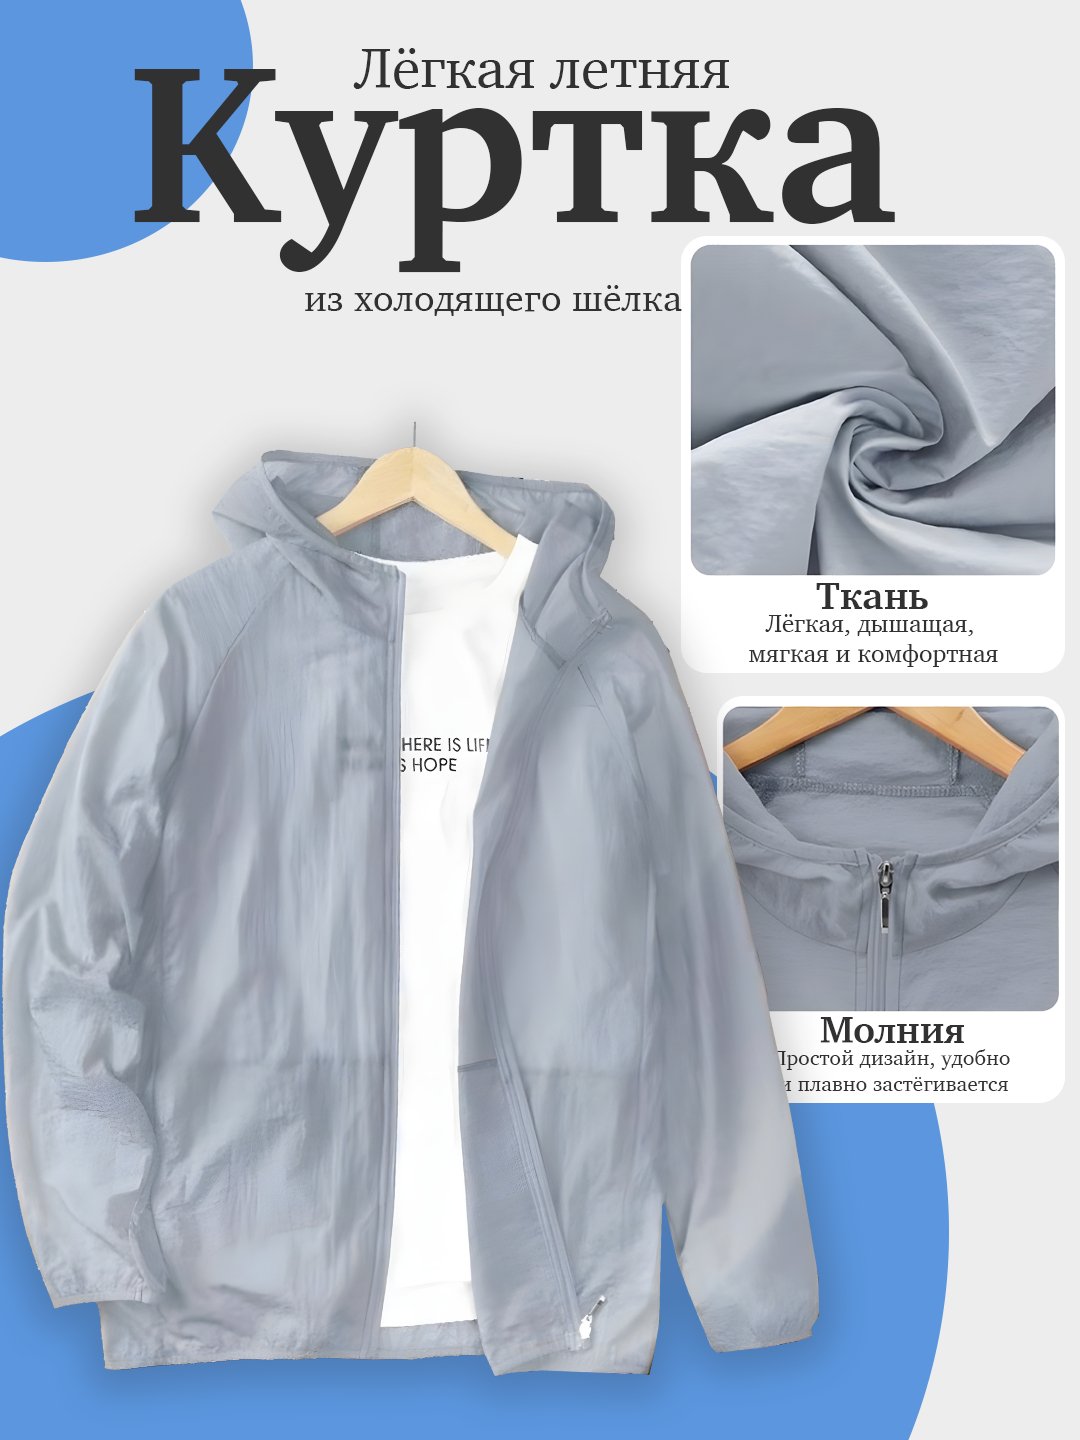 Лёгкая летняя
Куртка
из холодящего шёлка
Ткань
Лёгкая, дышащая,
мягкая и комфортная
HERE IS
HOPE
Молния
Простой дизайн, удобно
и плавно застёгивается